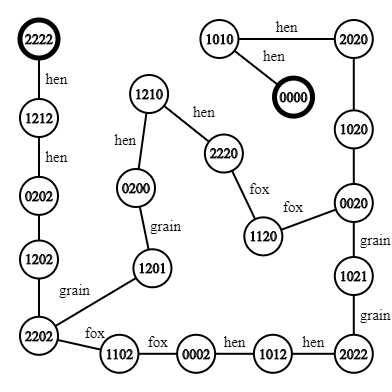 hen
2222 1010 2020
hen hen
1210 0000
1212
hen hen 1020
hen 2220
0200 fox
0202 fox 0020
grain 1120
1202 1201 grain
grain 1021
2202 fox fox hen hen grain
1102 0002 1012 2022